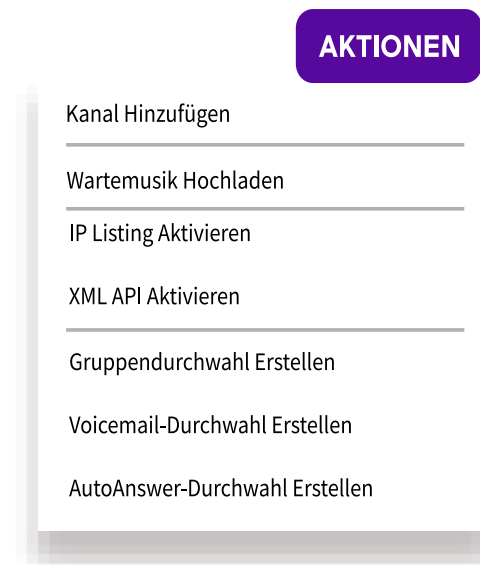 AKTIONEN
Kanal Hinzufügen
Wartemusik Hochladen
IP Listing Aktivieren
XML API Aktivieren
Gruppendurchwahl Erstellen
Voicemail-Durchwahl Erstellen
AutoAnswer-Durchwahl Erstellen